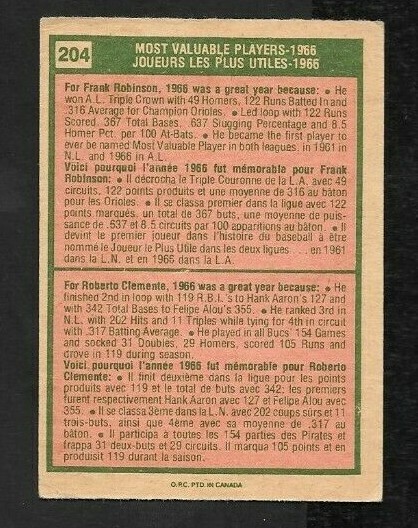 204
MOST VALUABLE PLAYERS-1966
JOUEURS LES PLUS UTILES-1966
For Frank Robinson, 1966 was a great year because: • He
won A.L. Triple Crown with 49 Homers, 122 Runs Batted In and
.316 Average for Champion Orioles. • Led loop with 122 Runs
Scored, 367 Total Bases, .637 Slugging Percentage and 8.5
Homer Pct. per 100 At-Bats. • He became the first player to
ever be named Most Valuable Player in both leagues: in 1961 in
N.L. and 1966 in A.L.
Voici pourquoi l'année 1966 fut mémorable pour Frank
Robinson: • Il décrocha le Triple Couronne de la L.A. avec 49
circuits, 122 points produits et une moyenne de 316 au bâton
pour les Orioles. • Il se classa premier dans la ligue avec 122
points marqués, un total de 367 buts, une moyenne de puis-
sance de .537 et 8.5 circuits par 100 apparitions au bâton. • Il
devint le premier jouer dans l'histoire du baseball à être
nommé le Joueur le Plus Utile dans les deux ligues . . . en 1961
dans la L.N. et en 1966 dans la L.A.
For Roberto Clemente, 1966 was a great year because: • He
finished 2nd in loop with 119 R.B.I.'s to Hank Aaron's 127 and
with 342 Total Bases to Felipe Alou's 355. • He ranked 3rd in
N.L. with 202 Hits and 11 Triples while tying for 4th in circuit
with .317 Batting Average. • He played in all Bucs' 154 Games
and socked 31 Doubles, 29 Homers, scored 105 Runs and
drove in 119 during season.
Voici pourquoi l'année 1966 fut mémorable pour Roberto
Clemente: • Il finit deuxième dans la ligue pour les points
produits avec 119 et le total de buts avec 342: les premiers
furent respectivement Hank Aaron avec 127 et Felipe Alou avec
355. • Il se classa 3ème dans la L.N. avec 202 coups sûrs et 11
trois-buts, ainsi que 4ème avec sa moyenne de .317 au
bâton. • Il participa à toutes les 154 parties des Pirates et
frappa 31 deux-buts et 29 circuits. Il marqua 105 points et en
produisit 119 durant la saison.
O.P.C. PTD. IN CANADA